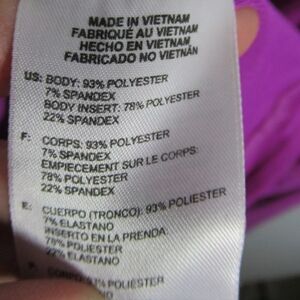 MADE IN VIETNAM
FABRIQUÉ AU VIETNAM
HECHO EN VIETNAM
FABRICADO NO VIETNÃ
US: BODY: 93% POLYESTER
7% SPANDEX
BODY INSERT: 78% POLYESTER
22% SPANDEX
F: CORPS: 93% POLYESTER
7% SPANDEX
EMPIECEMENT SUR LE CORPS:
78% POLYESTER
22% SPANDEX
E: CUERPO (TRONCO): 93% POLIESTER
7% ELASTANO
INSERTO EN LA PRENDA:
78% POLIESTER
22% ELASTANO